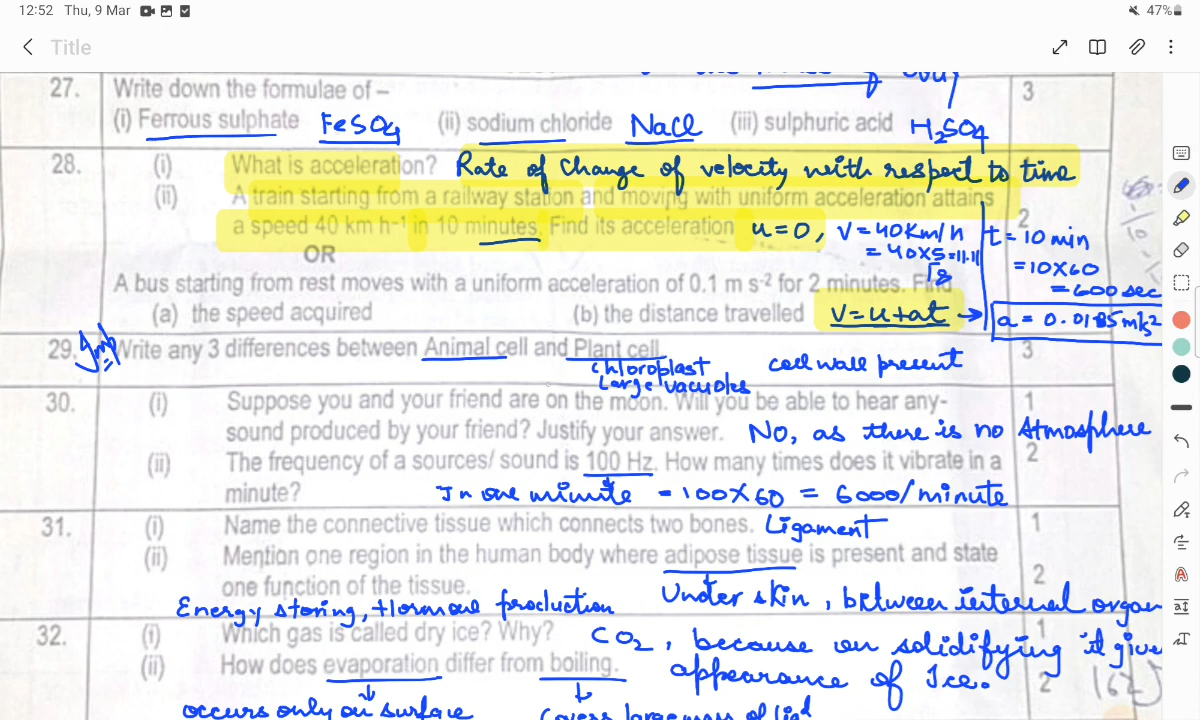 12:52 Thu, 9 Mar 47%
Title
27. Write down the formulae of – 3
(i) Ferrous sulphate FeSO4 (ii) sodium chloride NaCl (iii) sulphuric acid H2SO4
28. (i) What is acceleration? Rate of Change of velocity with respect to time
(ii) A train starting from a railway station and moving with uniform acceleration attains 2
a speed 40 km h⁻¹ in 10 minutes. Find its acceleration u=0, V=40Km/h t=10 min
= 40x5 = 11.11 =10X60
18 =600 sec
OR
A bus starting from rest moves with a uniform acceleration of 0.1 m s⁻² for 2 minutes. Find
(a) the speed acquired (b) the distance travelled V=u+at → a = 0.0185 m/s²
29. Imp Write any 3 differences between Animal cell and Plant cell 3
Chloroplast cell wall present
Large vacuoles
30. (i) Suppose you and your friend are on the moon. Will you be able to hear any- 1
sound produced by your friend? Justify your answer. No, as there is no Atmosphere
(ii) The frequency of a sources/ sound is 100 Hz. How many times does it vibrate in a 2
minute? In one minute = 100X60 = 6000/minute
31. (i) Name the connective tissue which connects two bones. Ligament 1
(ii) Mention one region in the human body where adipose tissue is present and state
one function of the tissue. 2
Energy storing, Hormone production Under skin, between internal organ
32. (i) Which gas is called dry ice? Why? CO2, because on solidifying it give 1
(ii) How does evaporation differ from boiling. appearance of Ice. 2
occurs only on surface Covers large mass of